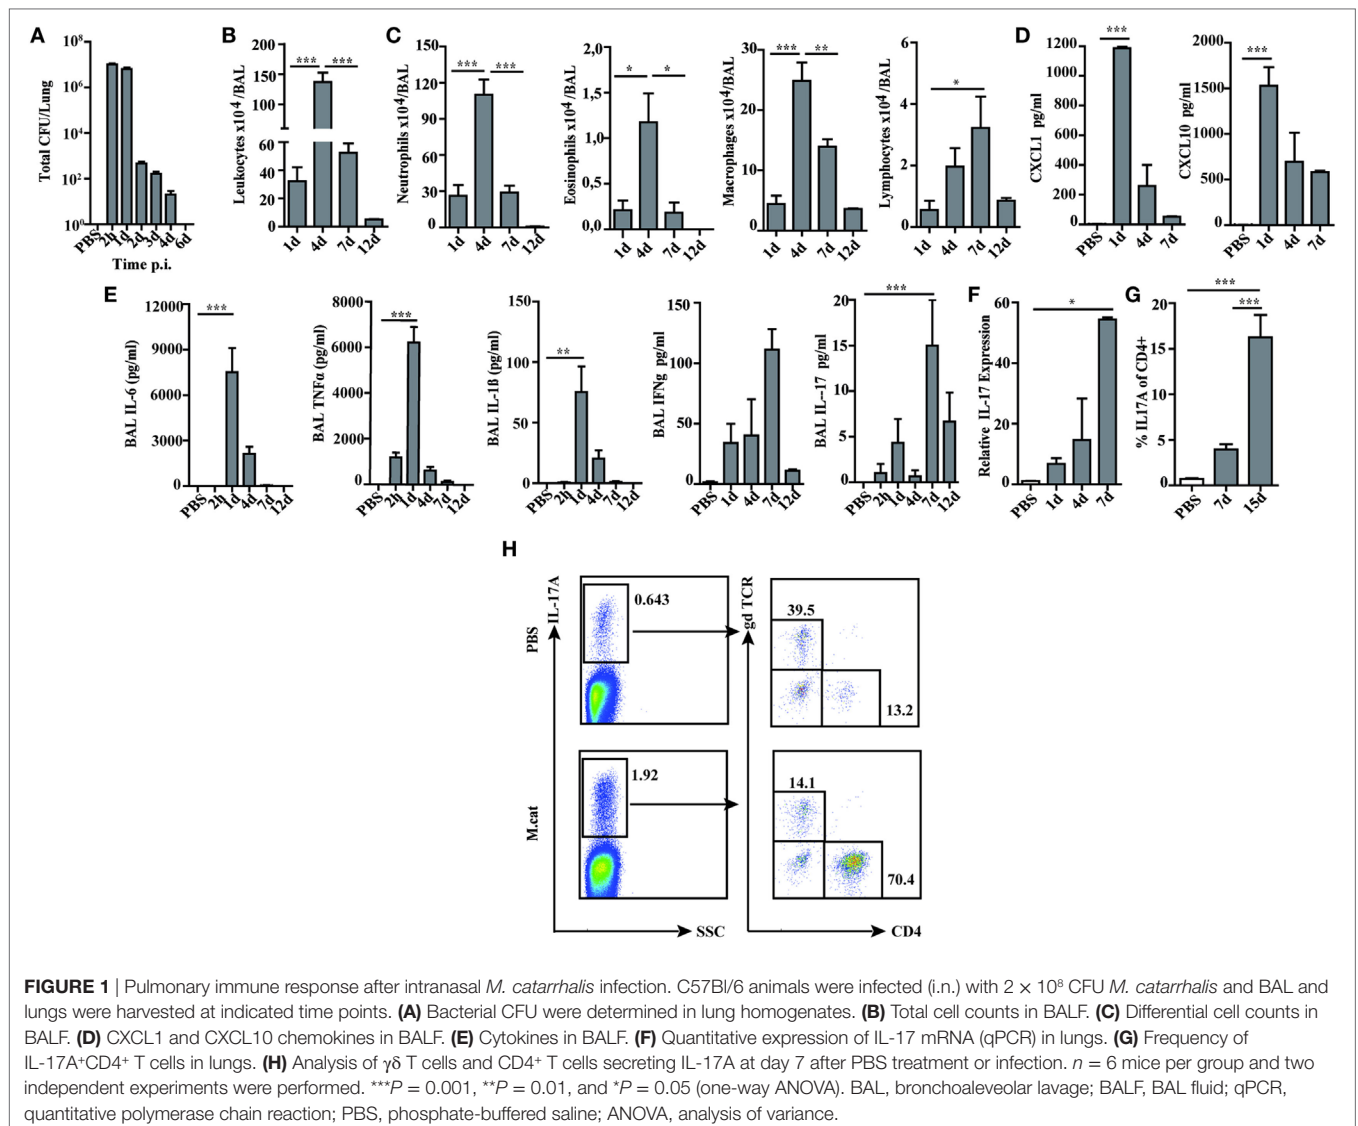 A
10⁸
10⁶
10⁴
10²
10⁰
Total CFU/Lung
PBS 2h 1d 2d 3d 4d 6d
Time p.i.
B
***
***
200
150
100
60
40
20
0
Leukocytes x10⁴ /BAL
1d 4d 7d 12d
C
***
***
150
120
90
60
30
0
Neutrophils x10⁴/BAL
1d 4d 7d 12d
*
*
2,0
1,5
1,0
0,5
0,0
Eosinophils x10⁴/BAL
1d 4d 7d 12d
***
**
30
20
10
0
Macrophages x10⁴/BAL
1d 4d 7d 12d
*
6
4
2
0
Lymphocytes x10⁴/BAL
1d 4d 7d 12d
D
***
1200
1000
800
600
400
200
0
CXCL1 pg/ml
PBS 1d 4d 7d
***
2000
1500
1000
500
0
CXCL10 pg/ml
PBS 1d 4d 7d
E
***
12000
9000
6000
3000
0
BAL IL-6 (pg/ml)
PBS 2h 1d 4d 7d 12d
***
8000
6000
4000
2000
0
BAL TNFα (pg/ml)
PBS 2h 1d 4d 7d 12d
**
150
100
50
0
BAL IL-1ß (pg/ml)
PBS 2h 1d 4d 7d 12d
150
100
50
0
BAL IFNg pg/ml
PBS 1d 4d 7d 12d
***
20
15
10
5
0
BAL IL--17 pg/ml
PBS 2h 1d 4d 7d 12d
F
*
60
40
20
0
Relative IL-17 Expression
PBS 1d 4d 7d
G
***
***
20
15
10
5
0
% IL17A of CD4+
PBS 7d 15d
H
IL-17A
PBS
0.643
gd TCR
39.5
13.2
M.cat
1.92
14.1
70.4
SSC
CD4
FIGURE 1 | Pulmonary immune response after intranasal M. catarrhalis infection. C57Bl/6 animals were infected (i.n.) with 2 × 10⁸ CFU M. catarrhalis and BAL and
lungs were harvested at indicated time points. (A) Bacterial CFU were determined in lung homogenates. (B) Total cell counts in BALF. (C) Differential cell counts in
BALF. (D) CXCL1 and CXCL10 chemokines in BALF. (E) Cytokines in BALF. (F) Quantitative expression of IL-17 mRNA (qPCR) in lungs. (G) Frequency of
IL-17A⁺CD4⁺ T cells in lungs. (H) Analysis of γδ T cells and CD4⁺ T cells secreting IL-17A at day 7 after PBS treatment or infection. n = 6 mice per group and two
independent experiments were performed. ***P = 0.001, **P = 0.01, and *P = 0.05 (one-way ANOVA). BAL, bronchoaleveolar lavage; BALF, BAL fluid; qPCR,
quantitative polymerase chain reaction; PBS, phosphate-buffered saline; ANOVA, analysis of variance.